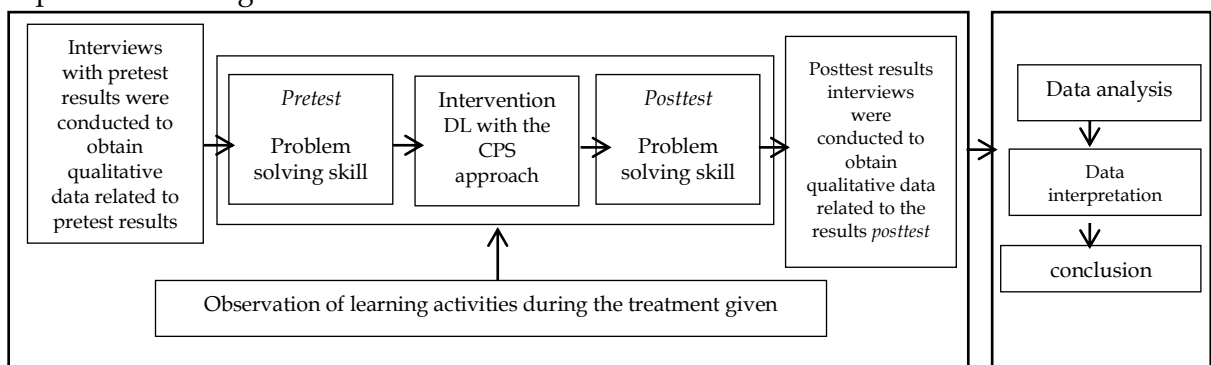 Interviews
with pretest
results were
conducted to
obtain
qualitative
data related to
pretest results
Pretest
Problem
solving skill
Intervention
DL with the
CPS
approach
Posttest
Problem
solving skill
Posttest results
interviews
were
conducted to
obtain
qualitative data
related to the
results posttest
Observation of learning activities during the treatment given
Data analysis
Data
interpretation
conclusion